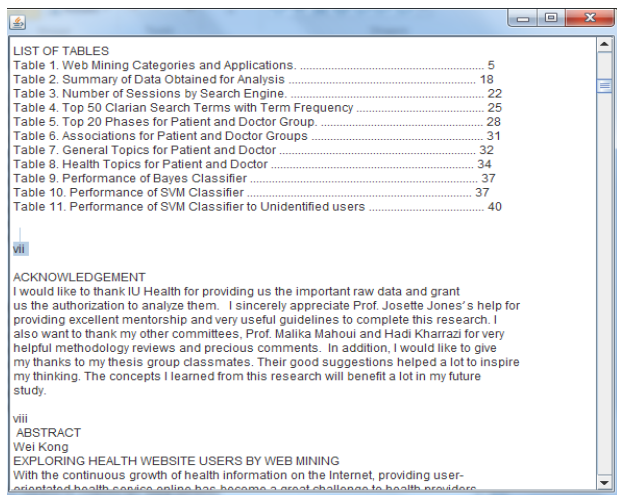 LIST OF TABLES
Table 1. Web Mining Categories and Applications. ................................................................ 5
Table 2. Summary of Data Obtained for Analysis ................................................................ 18
Table 3. Number of Sessions by Search Engine. ................................................................ 22
Table 4. Top 50 Clarian Search Terms with Term Frequency ............................................. 25
Table 5. Top 20 Phases for Patient and Doctor Group. ....................................................... 28
Table 6. Associations for Patient and Doctor Groups .......................................................... 31
Table 7. General Topics for Patient and Doctor ................................................................... 32
Table 8. Health Topics for Patient and Doctor ..................................................................... 34
Table 9. Performance of Bayes Classifier ............................................................................ 37
Table 10. Performance of SVM Classifier ........................................................................... 37
Table 11. Performance of SVM Classifier to Unidentified users ......................................... 40
vii
ACKNOWLEDGEMENT
I would like to thank IU Health for providing us the important raw data and grant
us the authorization to analyze them.   I sincerely appreciate Prof. Josette Jones's help for
providing excellent mentorship and very useful guidelines to complete this research. I
also want to thank my other committees, Prof. Malika Mahoui and Hadi Kharrazi for very
helpful methodology reviews and precious comments.  In addition, I would like to give
my thanks to my thesis group classmates. Their good suggestions helped a lot to inspire
my thinking. The concepts I learned from this research will benefit a lot in my future
study.
viii
ABSTRACT
Wei Kong
EXPLORING HEALTH WEBSITE USERS BY WEB MINING
With the continuous growth of health information on the Internet, providing user-
orientated health service online has become a great challenge to health providers